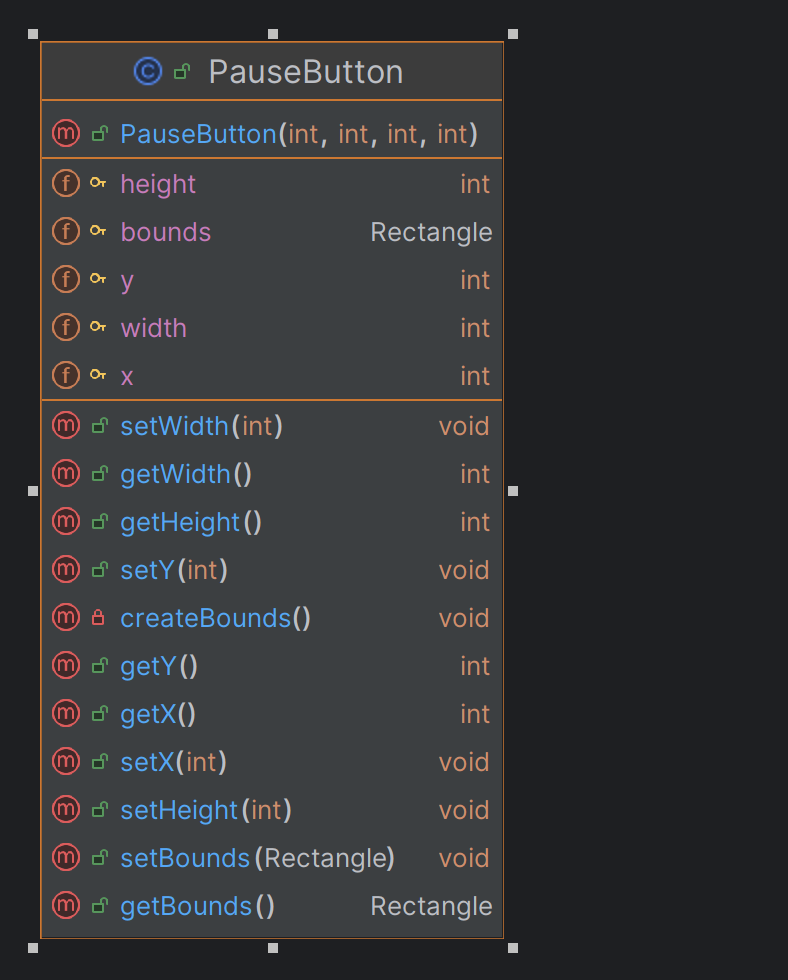 PauseButton
PauseButton(int, int, int, int)
height int
bounds Rectangle
y int
width int
x int
setWidth(int) void
getWidth() int
getHeight() int
setY(int) void
createBounds() void
getY() int
getX() int
setX(int) void
setHeight(int) void
setBounds(Rectangle) void
getBounds() Rectangle